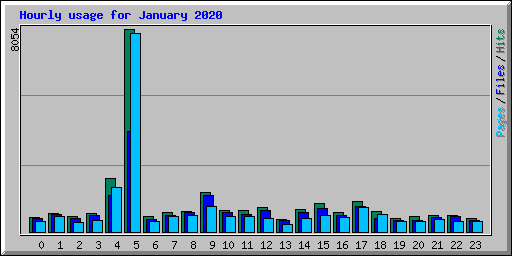 Hourly usage for January 2020
8054
Pages / Files / Hits
0 1 2 3 4 5 6 7 8 9 10 11 12 13 14 15 16 17 18 19 20 21 22 23